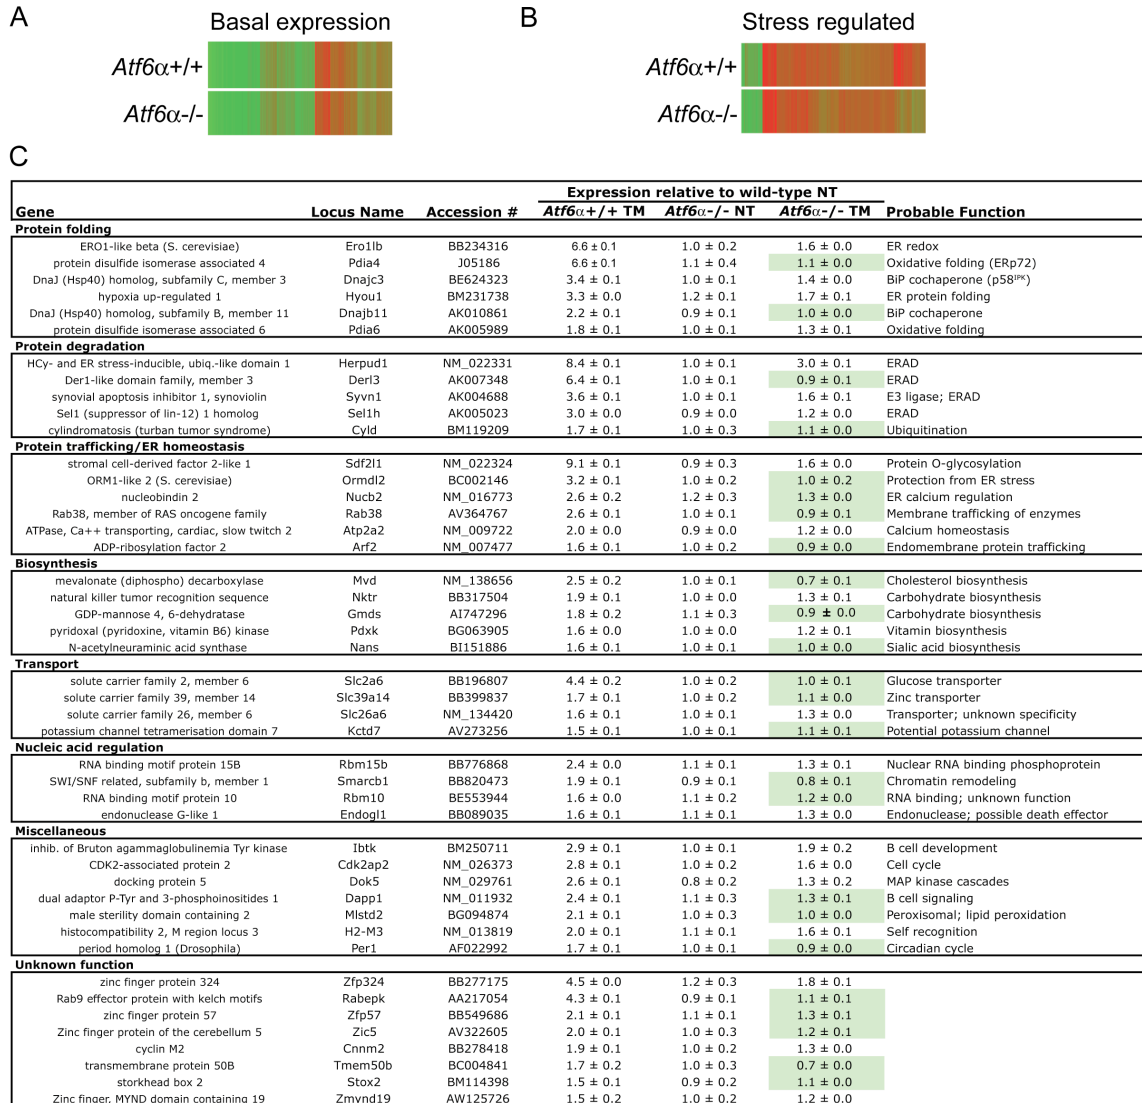 A
Basal expression
Atf6α+/+
Atf6α-/-
B
Stress regulated
Atf6α+/+
Atf6α-/-
C
Expression relative to wild-type NT
Gene Locus Name Accession # Atf6α+/+ TM Atf6α-/- NT Atf6α-/- TM Probable Function
Protein folding
ERO1-like beta (S. cerevisiae) Ero1lb BB234316 6.6 ± 0.1 1.0 ± 0.2 1.6 ± 0.0 ER redox
protein disulfide isomerase associated 4 Pdia4 J05186 6.6 ± 0.1 1.1 ± 0.4 1.1 ± 0.0 Oxidative folding (ERp72)
DnaJ (Hsp40) homolog, subfamily C, member 3 Dnajc3 BE624323 3.4 ± 0.1 1.0 ± 0.1 1.4 ± 0.0 BiP cochaperone (p58IPK)
hypoxia up-regulated 1 Hyou1 BM231738 3.3 ± 0.0 1.2 ± 0.1 1.7 ± 0.1 ER protein folding
DnaJ (Hsp40) homolog, subfamily B, member 11 Dnajb11 AK010861 2.2 ± 0.1 0.9 ± 0.1 1.0 ± 0.0 BiP cochaperone
protein disulfide isomerase associated 6 Pdia6 AK005989 1.8 ± 0.1 1.0 ± 0.1 1.3 ± 0.1 Oxidative folding
Protein degradation
HCy- and ER stress-inducible, ubiq.-like domain 1 Herpud1 NM_022331 8.4 ± 0.1 1.0 ± 0.1 3.0 ± 0.1 ERAD
Der1-like domain family, member 3 Derl3 AK007348 6.4 ± 0.1 1.0 ± 0.1 0.9 ± 0.1 ERAD
synovial apoptosis inhibitor 1, synoviolin Syvn1 AK004688 3.6 ± 0.1 1.0 ± 0.1 1.6 ± 0.1 E3 ligase; ERAD
Sel1 (suppressor of lin-12) 1 homolog Sel1h AK005023 3.0 ± 0.0 0.9 ± 0.0 1.2 ± 0.0 ERAD
cylindromatosis (turban tumor syndrome) Cyld BM119209 1.7 ± 0.1 1.0 ± 0.3 1.1 ± 0.0 Ubiquitination
Protein trafficking/ER homeostasis
stromal cell-derived factor 2-like 1 Sdf2l1 NM_022324 9.1 ± 0.1 0.9 ± 0.3 1.6 ± 0.0 Protein O-glycosylation
ORM1-like 2 (S. cerevisiae) Ormdl2 BC002146 3.2 ± 0.1 1.0 ± 0.2 1.0 ± 0.2 Protection from ER stress
nucleobindin 2 Nucb2 NM_016773 2.6 ± 0.2 1.2 ± 0.3 1.3 ± 0.0 ER calcium regulation
Rab38, member of RAS oncogene family Rab38 AV364767 2.6 ± 0.1 1.0 ± 0.2 0.9 ± 0.1 Membrane trafficking of enzymes
ATPase, Ca++ transporting, cardiac, slow twitch 2 Atp2a2 NM_009722 2.0 ± 0.0 0.9 ± 0.0 1.2 ± 0.0 Calcium homeostasis
ADP-ribosylation factor 2 Arf2 NM_007477 1.6 ± 0.1 1.0 ± 0.2 0.9 ± 0.0 Endomembrane protein trafficking
Biosynthesis
mevalonate (diphospho) decarboxylase Mvd NM_138656 2.5 ± 0.2 1.0 ± 0.1 0.7 ± 0.1 Cholesterol biosynthesis
natural killer tumor recognition sequence Nktr BB317504 1.9 ± 0.1 1.0 ± 0.0 1.3 ± 0.1 Carbohydrate biosynthesis
GDP-mannose 4, 6-dehydratase Gmds AI747296 1.8 ± 0.2 1.1 ± 0.3 0.9 ± 0.0 Carbohydrate biosynthesis
pyridoxal (pyridoxine, vitamin B6) kinase Pdxk BG063905 1.6 ± 0.0 1.0 ± 0.0 1.2 ± 0.1 Vitamin biosynthesis
N-acetylneuraminic acid synthase Nans BI151886 1.6 ± 0.1 1.0 ± 0.1 1.0 ± 0.0 Sialic acid biosynthesis
Transport
solute carrier family 2, member 6 Slc2a6 BB196807 4.4 ± 0.2 1.0 ± 0.2 1.0 ± 0.1 Glucose transporter
solute carrier family 39, member 14 Slc39a14 BB399837 1.7 ± 0.1 1.0 ± 0.2 1.1 ± 0.0 Zinc transporter
solute carrier family 26, member 6 Slc26a6 NM_134420 1.6 ± 0.1 1.0 ± 0.1 1.3 ± 0.0 Transporter; unknown specificity
potassium channel tetramerisation domain 7 Kctd7 AV273256 1.5 ± 0.1 1.0 ± 0.1 1.1 ± 0.1 Potential potassium channel
Nucleic acid regulation
RNA binding motif protein 15B Rbm15b BB776868 2.4 ± 0.0 1.1 ± 0.1 1.3 ± 0.1 Nuclear RNA binding phosphoprotein
SWI/SNF related, subfamily b, member 1 Smarcb1 BB820473 1.9 ± 0.1 0.9 ± 0.1 0.8 ± 0.1 Chromatin remodeling
RNA binding motif protein 10 Rbm10 BE553944 1.6 ± 0.0 1.1 ± 0.2 1.2 ± 0.0 RNA binding; unknown function
endonuclease G-like 1 Endogl1 BB089035 1.6 ± 0.1 1.1 ± 0.1 1.3 ± 0.0 Endonuclease; possible death effector
Miscellaneous
inhib. of Bruton agammaglobulinemia Tyr kinase Ibtk BM250711 2.9 ± 0.1 1.0 ± 0.1 1.9 ± 0.2 B cell development
CDK2-associated protein 2 Cdk2ap2 NM_026373 2.8 ± 0.1 1.0 ± 0.2 1.6 ± 0.0 Cell cycle
docking protein 5 Dok5 NM_029761 2.6 ± 0.1 0.8 ± 0.2 1.3 ± 0.2 MAP kinase cascades
dual adaptor P-Tyr and 3-phosphoinositides 1 Dapp1 NM_011932 2.4 ± 0.1 1.1 ± 0.3 1.3 ± 0.1 B cell signaling
male sterility domain containing 2 Mlstd2 BG094874 2.1 ± 0.1 1.0 ± 0.3 1.0 ± 0.0 Peroxisomal; lipid peroxidation
histocompatibility 2, M region locus 3 H2-M3 NM_013819 2.0 ± 0.1 1.1 ± 0.1 1.6 ± 0.1 Self recognition
period homolog 1 (Drosophila) Per1 AF022992 1.7 ± 0.1 1.0 ± 0.1 0.9 ± 0.0 Circadian cycle
Unknown function
zinc finger protein 324 Zfp324 BB277175 4.5 ± 0.0 1.2 ± 0.3 1.8 ± 0.1
Rab9 effector protein with kelch motifs Rabepk AA217054 4.3 ± 0.1 0.9 ± 0.1 1.1 ± 0.1
zinc finger protein 57 Zfp57 BB549686 2.1 ± 0.1 1.1 ± 0.1 1.3 ± 0.1
Zinc finger protein of the cerebellum 5 Zic5 AV322605 2.0 ± 0.1 1.0 ± 0.3 1.2 ± 0.1
cyclin M2 Cnnm2 BB278418 1.9 ± 0.1 1.0 ± 0.2 1.3 ± 0.0
transmembrane protein 50B Tmem50b BC004841 1.7 ± 0.2 1.0 ± 0.3 0.7 ± 0.0
storkhead box 2 Stox2 BM114398 1.5 ± 0.1 0.9 ± 0.2 1.1 ± 0.0
Zinc finger, MYND domain containing 19 Zmynd19 AW125726 1.5 ± 0.2 1.0 ± 0.2 1.2 ± 0.0